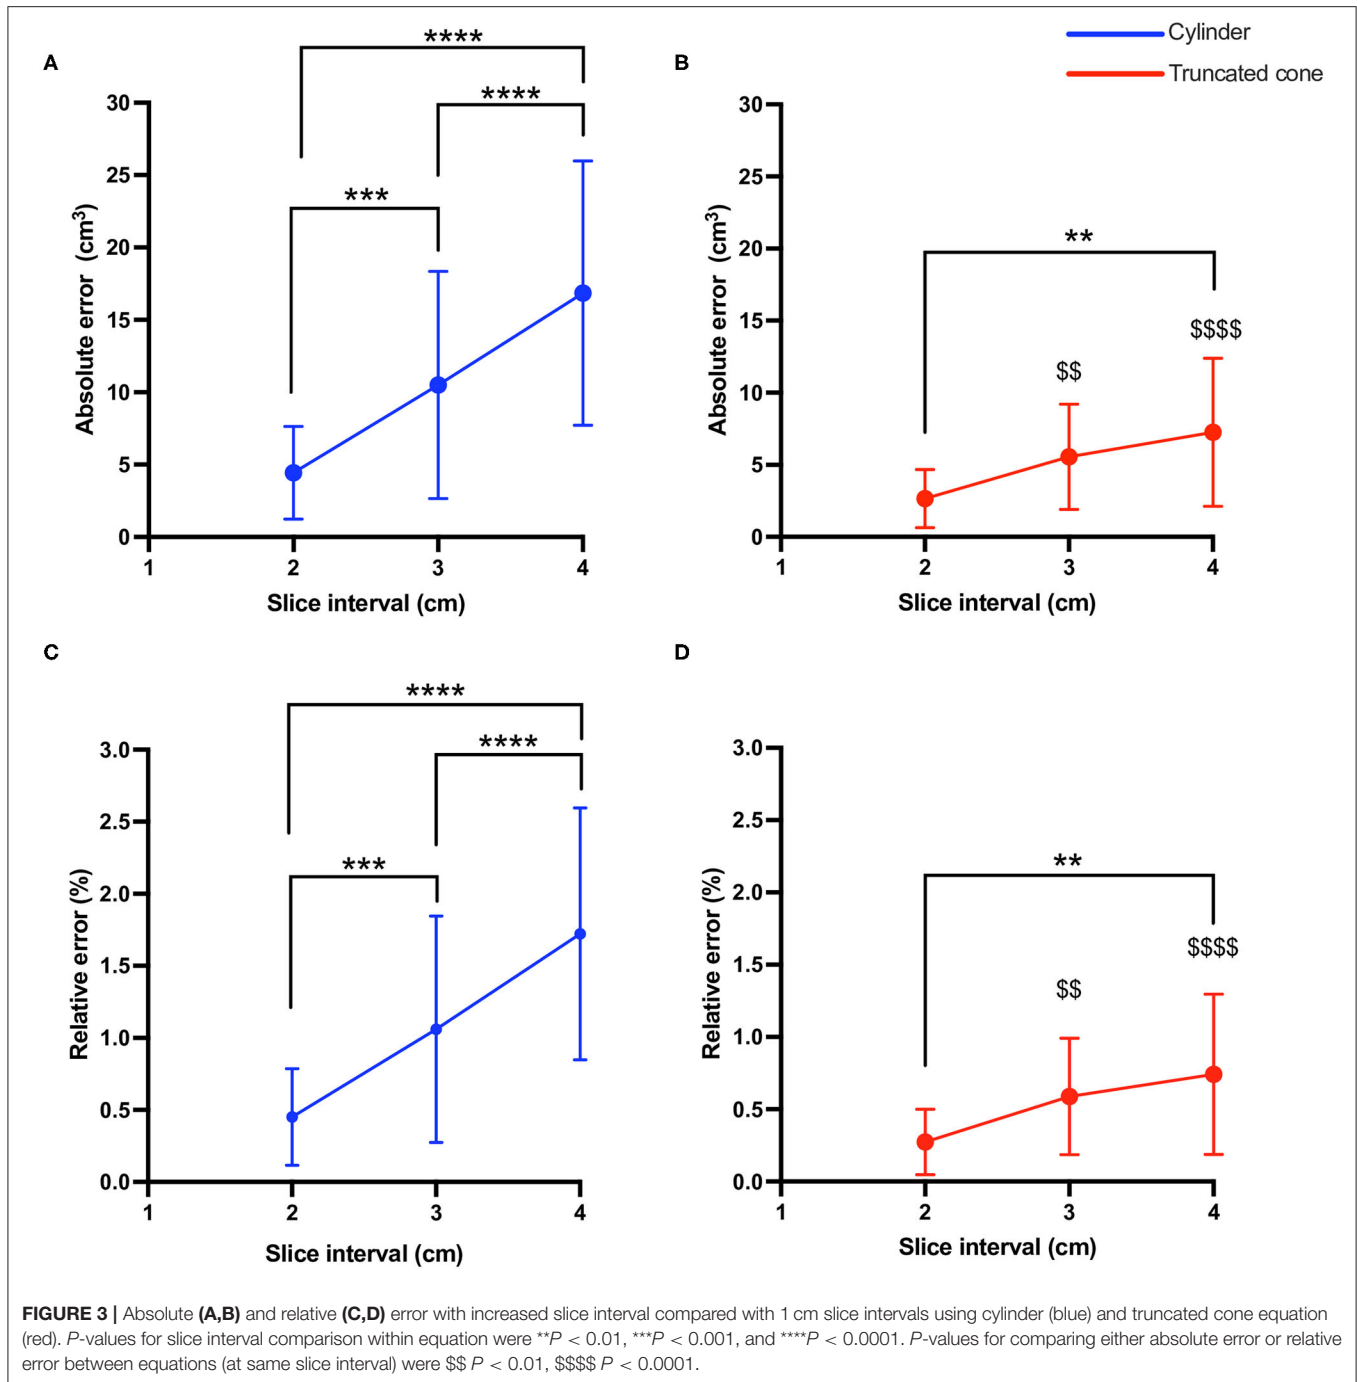 Cylinder
Truncated cone
A
****
****
***
30
25
20
15
10
5
0
Absolute error (cm³)
1 2 3 4
Slice interval (cm)
B
**
$$
$$$$
30
25
20
15
10
5
0
Absolute error (cm³)
1 2 3 4
Slice interval (cm)
C
****
****
***
3.0
2.5
2.0
1.5
1.0
0.5
0.0
Relative error (%)
1 2 3 4
Slice interval (cm)
D
**
$$
$$$$
3.0
2.5
2.0
1.5
1.0
0.5
0.0
Relative error (%)
1 2 3 4
Slice interval (cm)
FIGURE 3 | Absolute (A,B) and relative (C,D) error with increased slice interval compared with 1 cm slice intervals using cylinder (blue) and truncated cone equation
(red). P-values for slice interval comparison within equation were **P < 0.01, ***P < 0.001, and ****P < 0.0001. P-values for comparing either absolute error or relative
error between equations (at same slice interval) were $$ P < 0.01, $$$$ P < 0.0001.